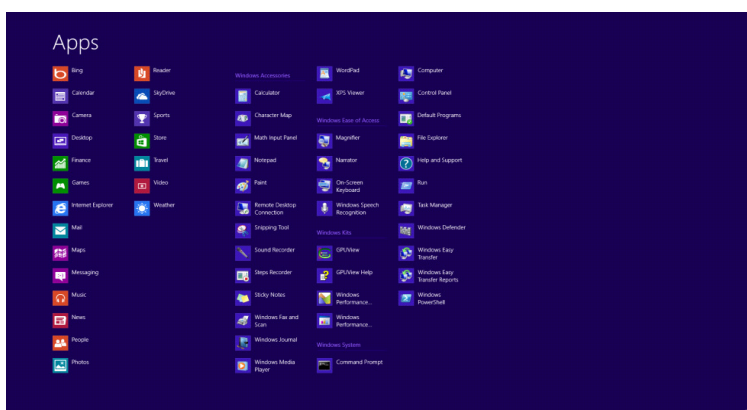 Apps
Bing
Calendar
Camera
Desktop
Finance
Games
Internet Explorer
Mail
Maps
Messaging
Music
News
People
Photos
Reader
SkyDrive
Sports
Store
Travel
Video
Weather
Windows Accessories
Calculator
Character Map
Math Input Panel
Notepad
Paint
Remote Desktop
Connection
Snipping Tool
Sound Recorder
Steps Recorder
Sticky Notes
Windows Fax and
Scan
Windows Journal
Windows Media
Player
WordPad
XPS Viewer
Windows Ease of Access
Magnifier
Narrator
On-Screen
Keyboard
Windows Speech
Recognition
Windows Kits
GPUView
GPUView Help
Windows
Performance...
Windows
Performance...
Windows System
Command Prompt
Computer
Control Panel
Default Programs
File Explorer
Help and Support
Run
Task Manager
Windows Defender
Windows Easy
Transfer
Windows Easy
Transfer Reports
Windows
PowerShell